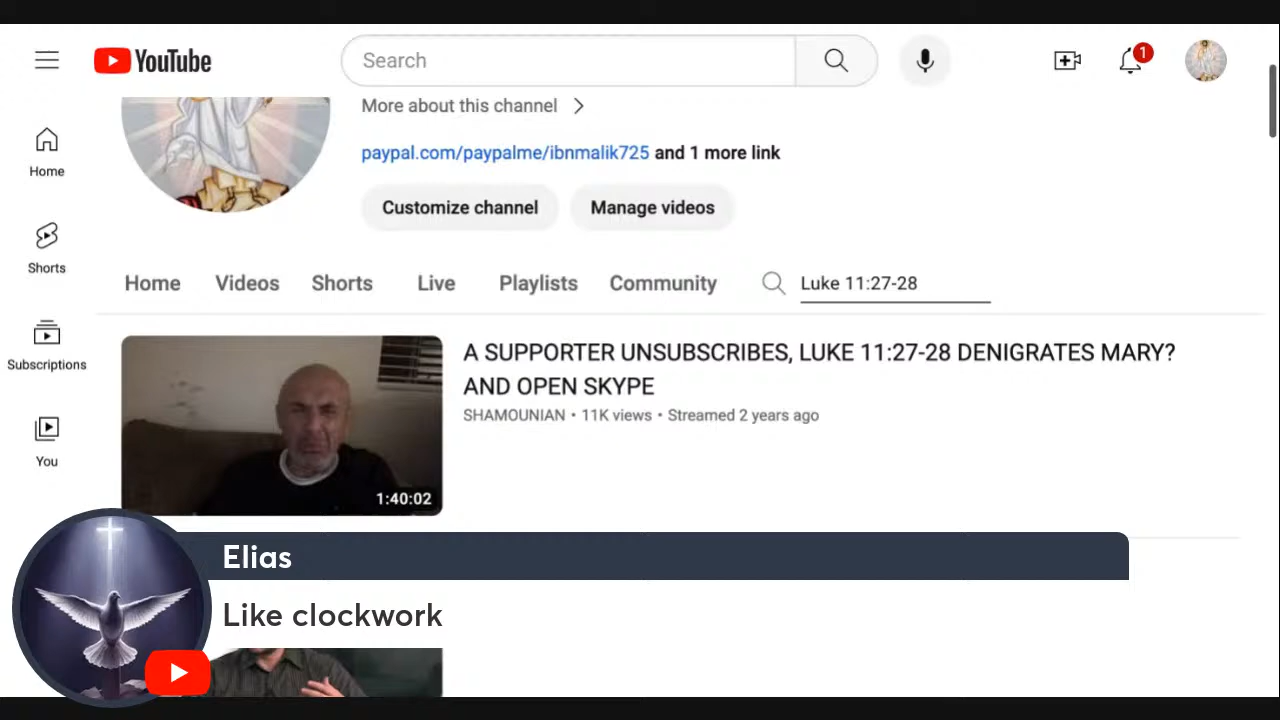 YouTube
Search
1
More about this channel
paypal.com/paypalme/ibnmalik725 and 1 more link
Customize channel
Manage videos
Home
Shorts
Subscriptions
You
Home Videos Shorts Live Playlists Community Luke 11:27-28
1:40:02
A SUPPORTER UNSUBSCRIBES, LUKE 11:27-28 DENIGRATES MARY?
AND OPEN SKYPE
SHAMOUNIAN • 11K views • Streamed 2 years ago
Elias
Like clockwork